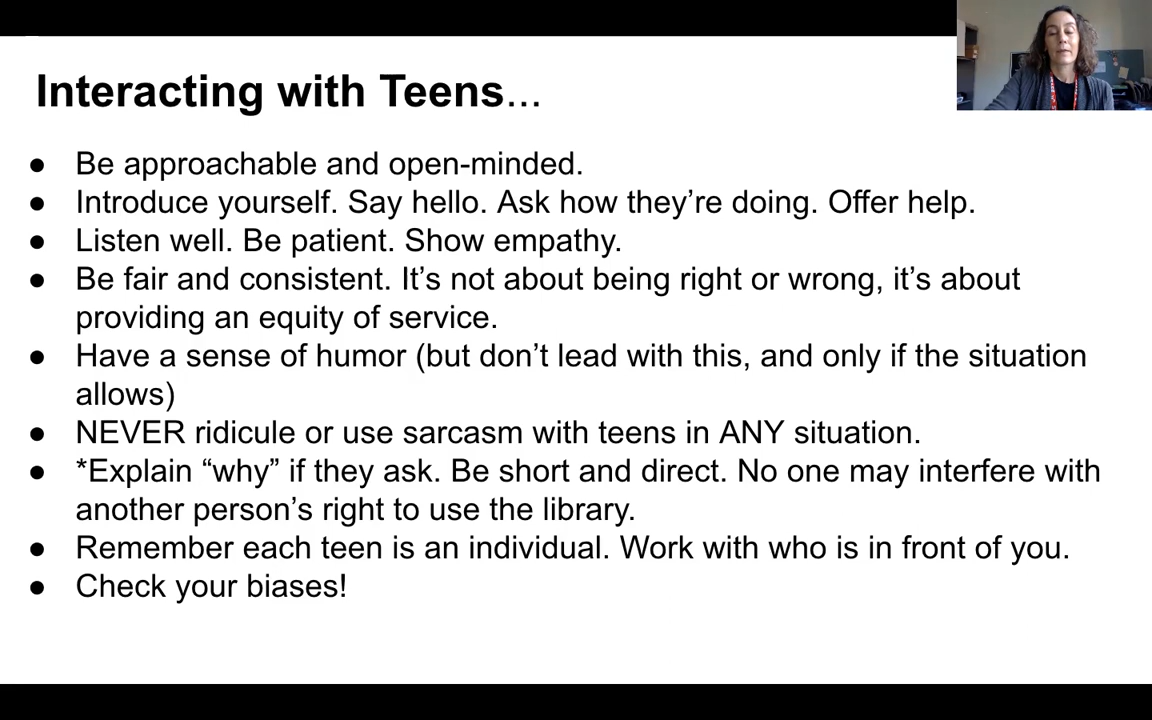 Interacting with Teens...
● Be approachable and open-minded.
● Introduce yourself. Say hello. Ask how they’re doing. Offer help.
● Listen well. Be patient. Show empathy.
● Be fair and consistent. It’s not about being right or wrong, it’s about
providing an equity of service.
● Have a sense of humor (but don’t lead with this, and only if the situation
allows)
● NEVER ridicule or use sarcasm with teens in ANY situation.
● *Explain “why” if they ask. Be short and direct. No one may interfere with
another person’s right to use the library.
● Remember each teen is an individual. Work with who is in front of you.
● Check your biases!